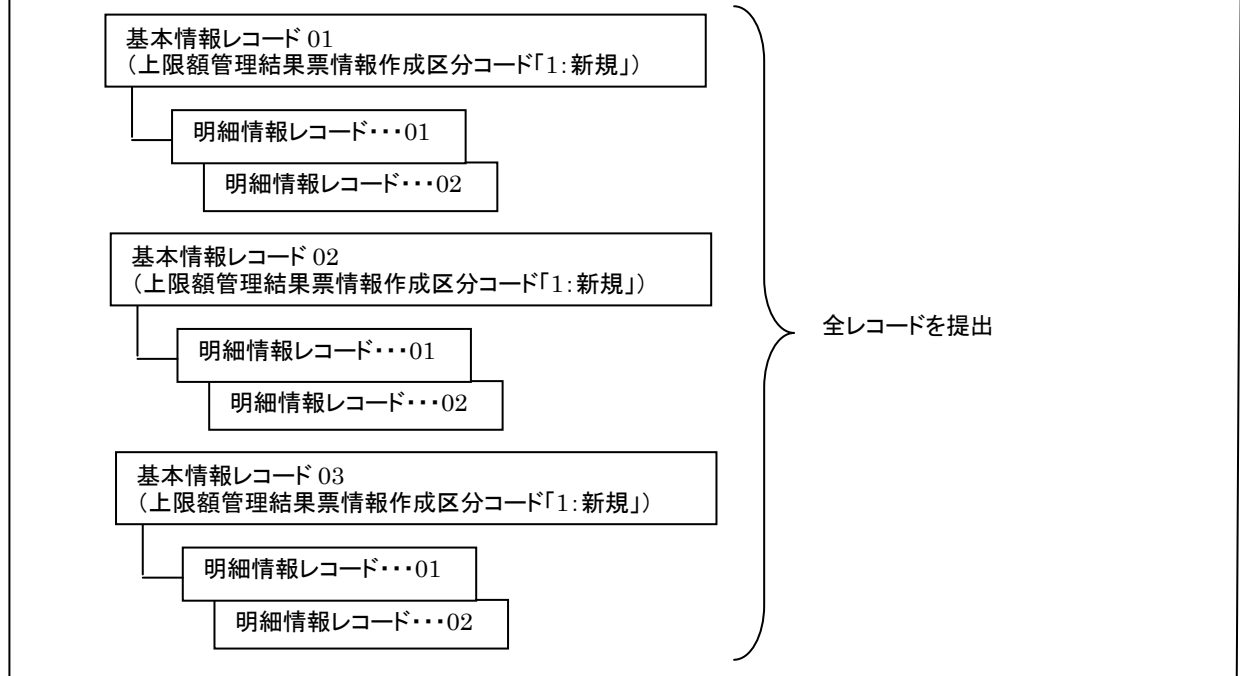 基本情報レコード 01
（上限額管理結果票情報作成区分コード「1：新規」）
明細情報レコード・・・01
明細情報レコード・・・02
基本情報レコード 02
（上限額管理結果票情報作成区分コード「1：新規」）
明細情報レコード・・・01
明細情報レコード・・・02
全レコードを提出
基本情報レコード 03
（上限額管理結果票情報作成区分コード「1：新規」）
明細情報レコード・・・01
明細情報レコード・・・02